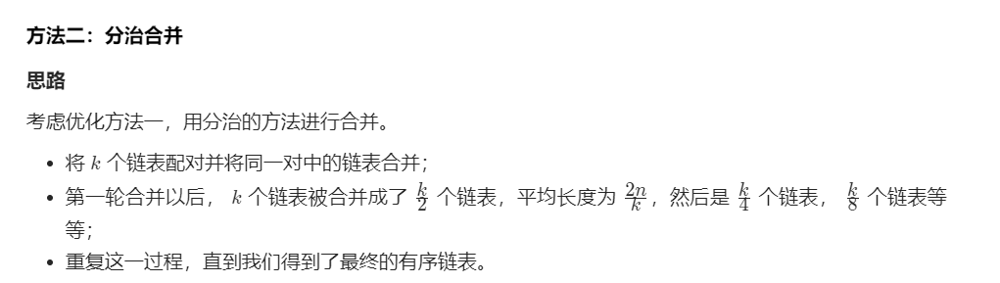 方法二：分治合并
思路
考虑优化方法一，用分治的方法进行合并。
• 将 k 个链表配对并将同一对中的链表合并；
• 第一轮合并以后， k 个链表被合并成了 k/2 个链表，平均长度为 2n/k，然后是 k/4 个链表， k/8 个链表等
等；
• 重复这一过程，直到我们得到了最终的有序链表。